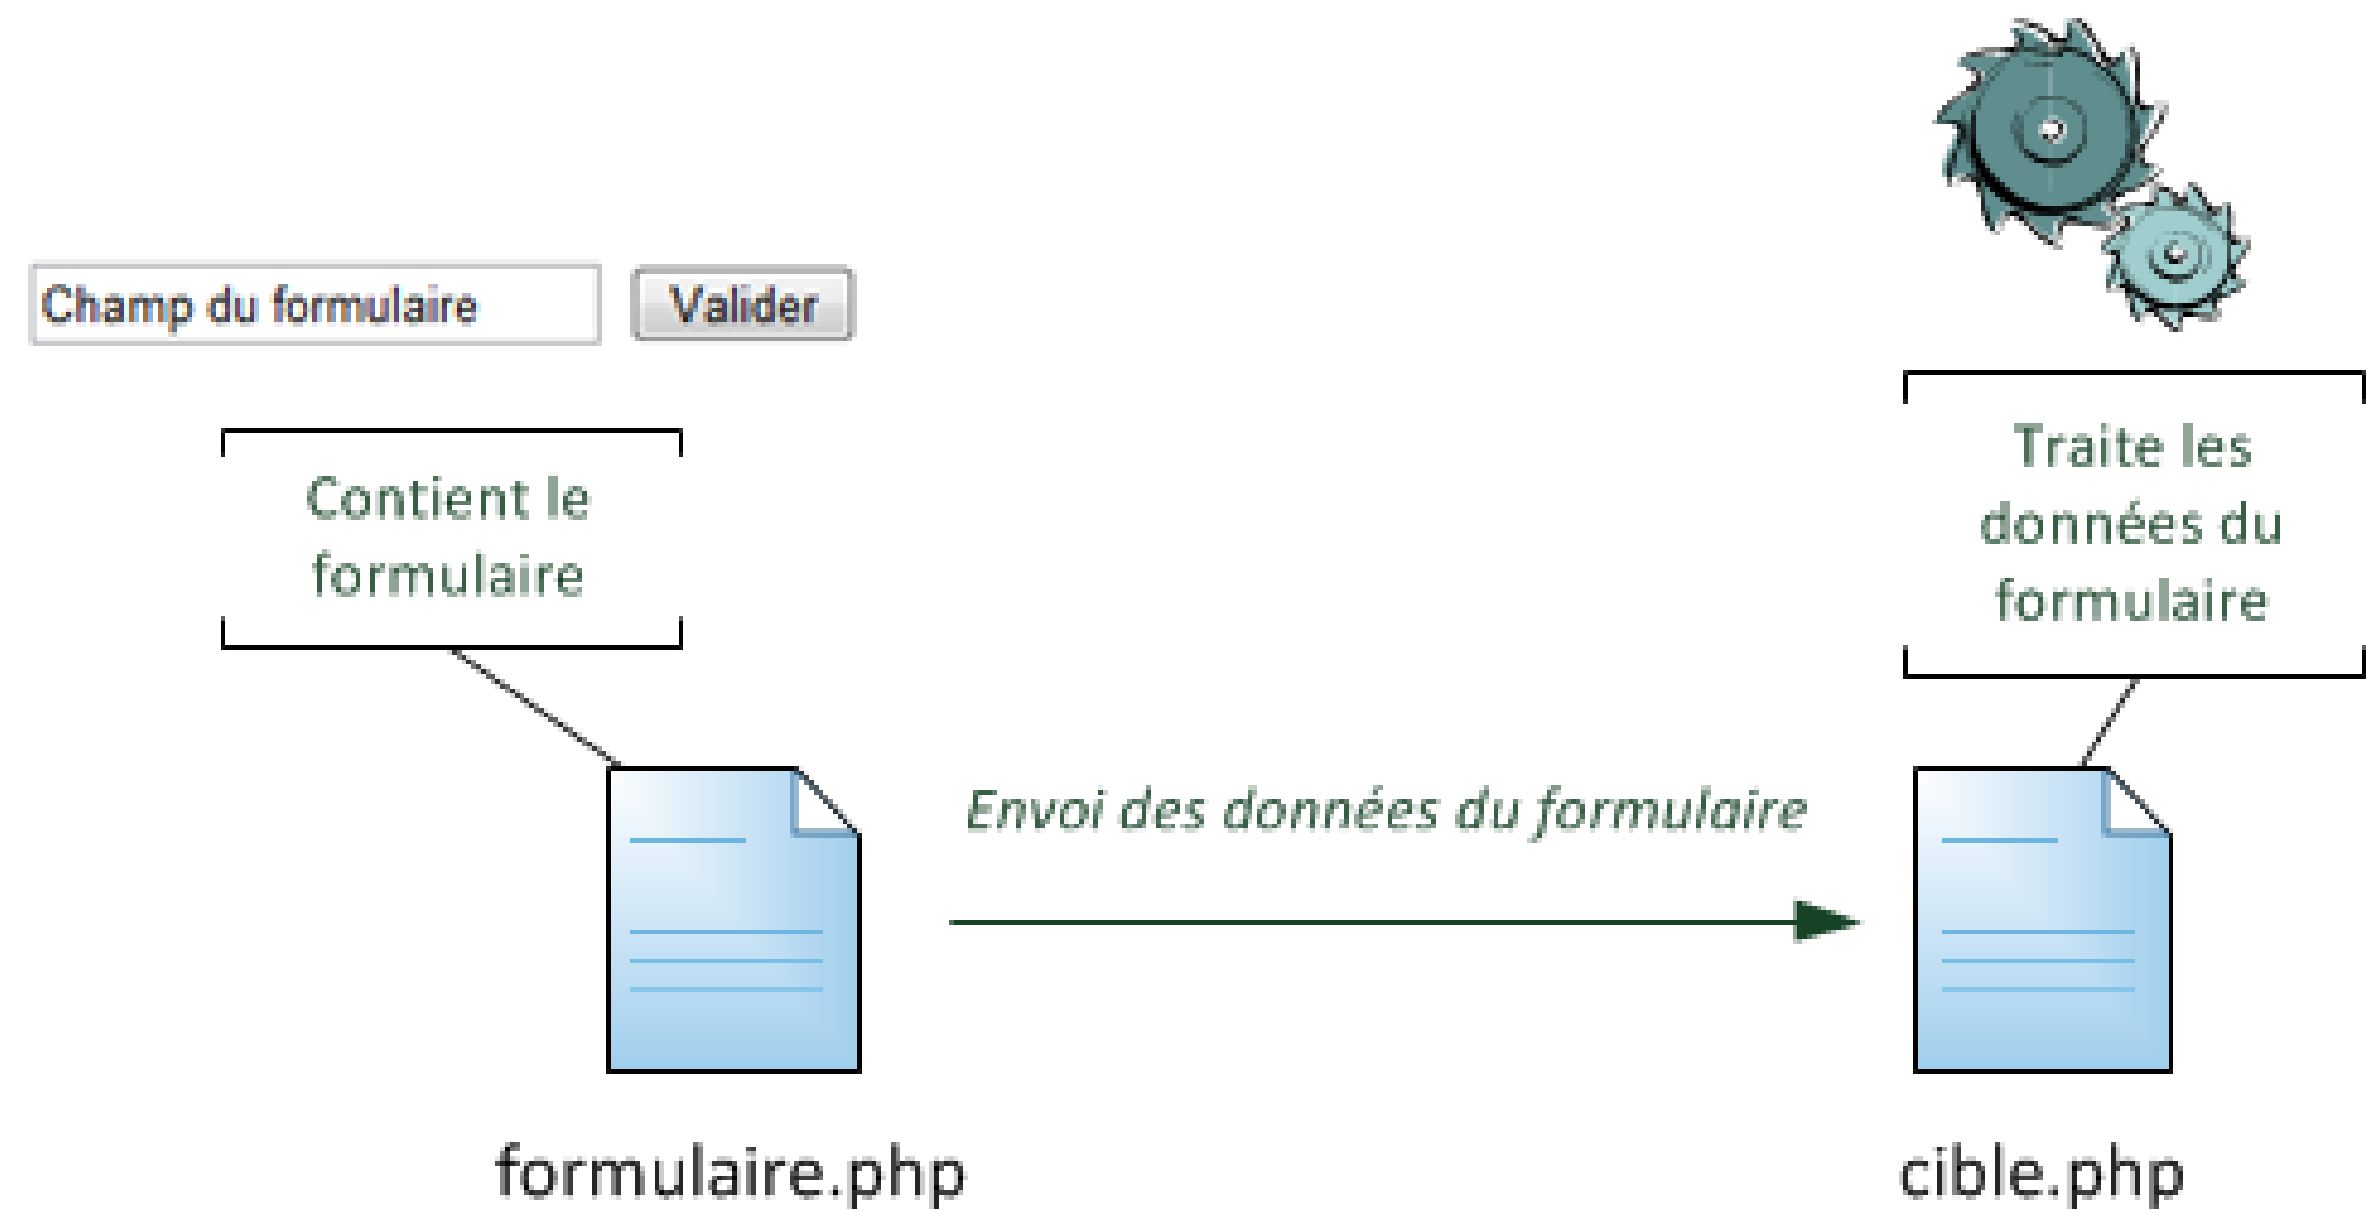 Champ du formulaire
Valider
Contient le
formulaire
Traite les
données du
formulaire
Envoi des données du formulaire
formulaire.php
cible.php